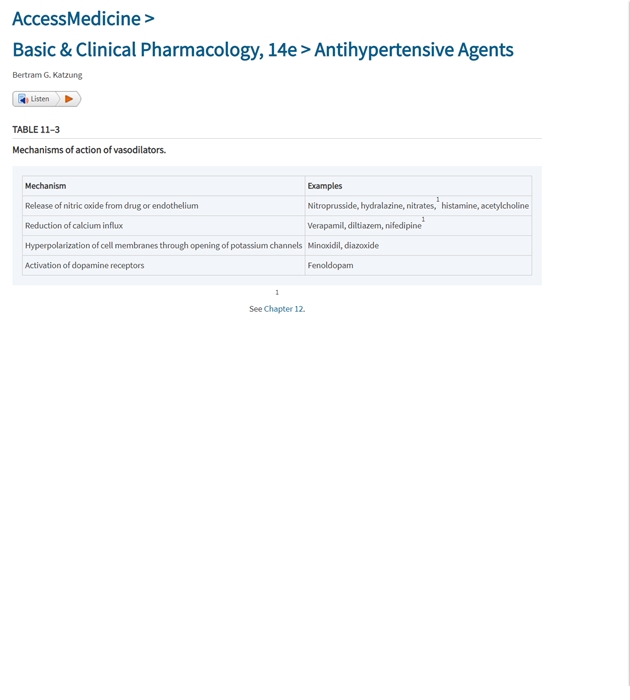 AccessMedicine >
Basic & Clinical Pharmacology, 14e > Antihypertensive Agents
Bertram G. Katzung
Listen
TABLE 11–3
Mechanisms of action of vasodilators.
Mechanism Examples
Release of nitric oxide from drug or endothelium Nitroprusside, hydralazine, nitrates,1 histamine, acetylcholine
Reduction of calcium influx Verapamil, diltiazem, nifedipine1
Hyperpolarization of cell membranes through opening of potassium channels Minoxidil, diazoxide
Activation of dopamine receptors Fenoldopam
1
See Chapter 12.